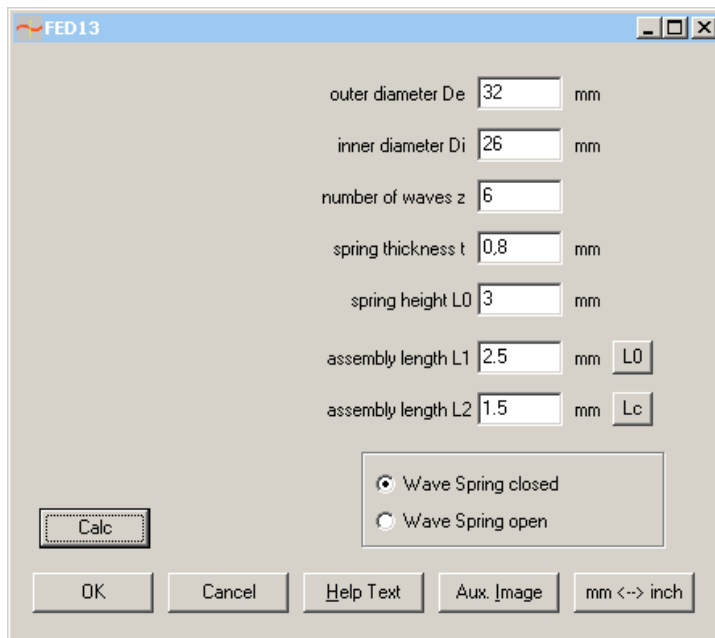 FED13
outer diameter De 32 mm
inner diameter Di 26 mm
number of waves z 6
spring thickness t 0,8 mm
spring height L0 3 mm
assembly length L1 2.5 mm L0
assembly length L2 1.5 mm Lc
Wave Spring closed
Wave Spring open
Calc
OK Cancel Help Text Aux. Image mm <--> inch